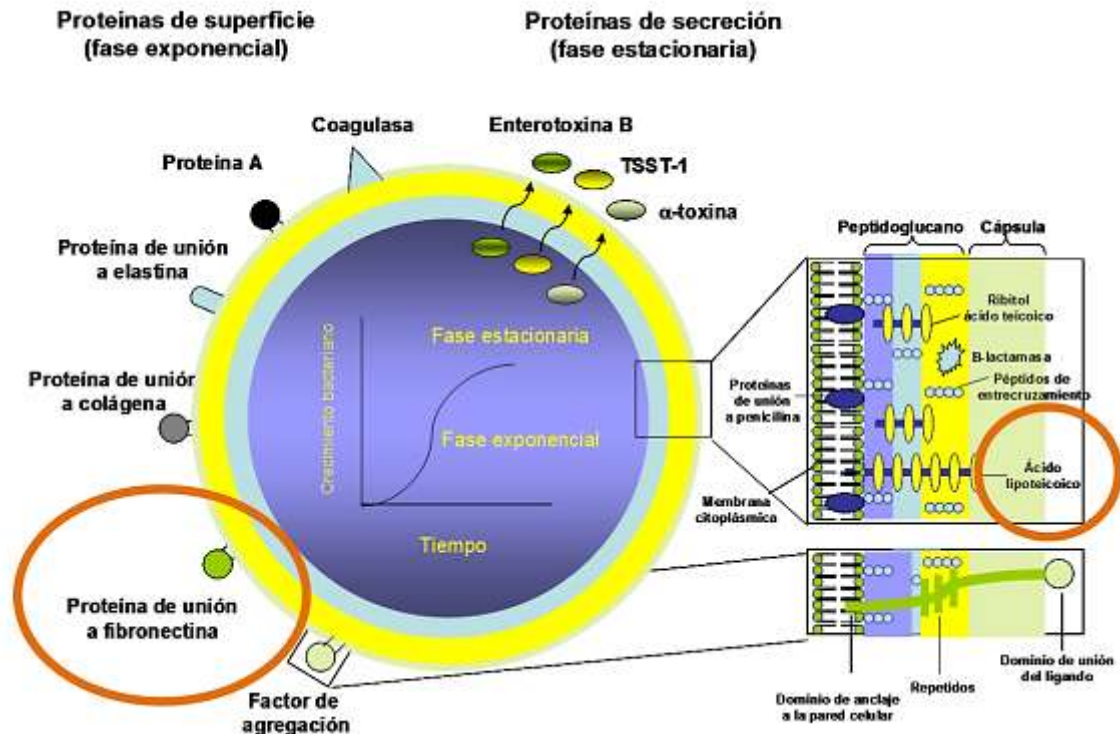 Proteinas de superficie
(fase exponencial)
Proteínas de secreción
(fase estacionaria)
Coagulasa
Enterotoxina B
Proteína A
TSST-1
α-toxina
Proteína de unión
a elastina
Peptidoglucano
Cápsula
Fase estacionaria
Ribitol
ácido teicoico
B-lactamasa
Proteína de unión
a colágena
Proteínas
de unión
a penicilina
Péptidos de
entrecruzamiento
Crecimiento bactariano
Fase exponencial
Ácido
lipoteicoico
Membrana
citoplásmica
Tiempo
Proteína de unión
a fibronectina
Factor de
agregación
Dominio de anclaje
a la pared celular
Repetidos
Dominio de unión
del ligando